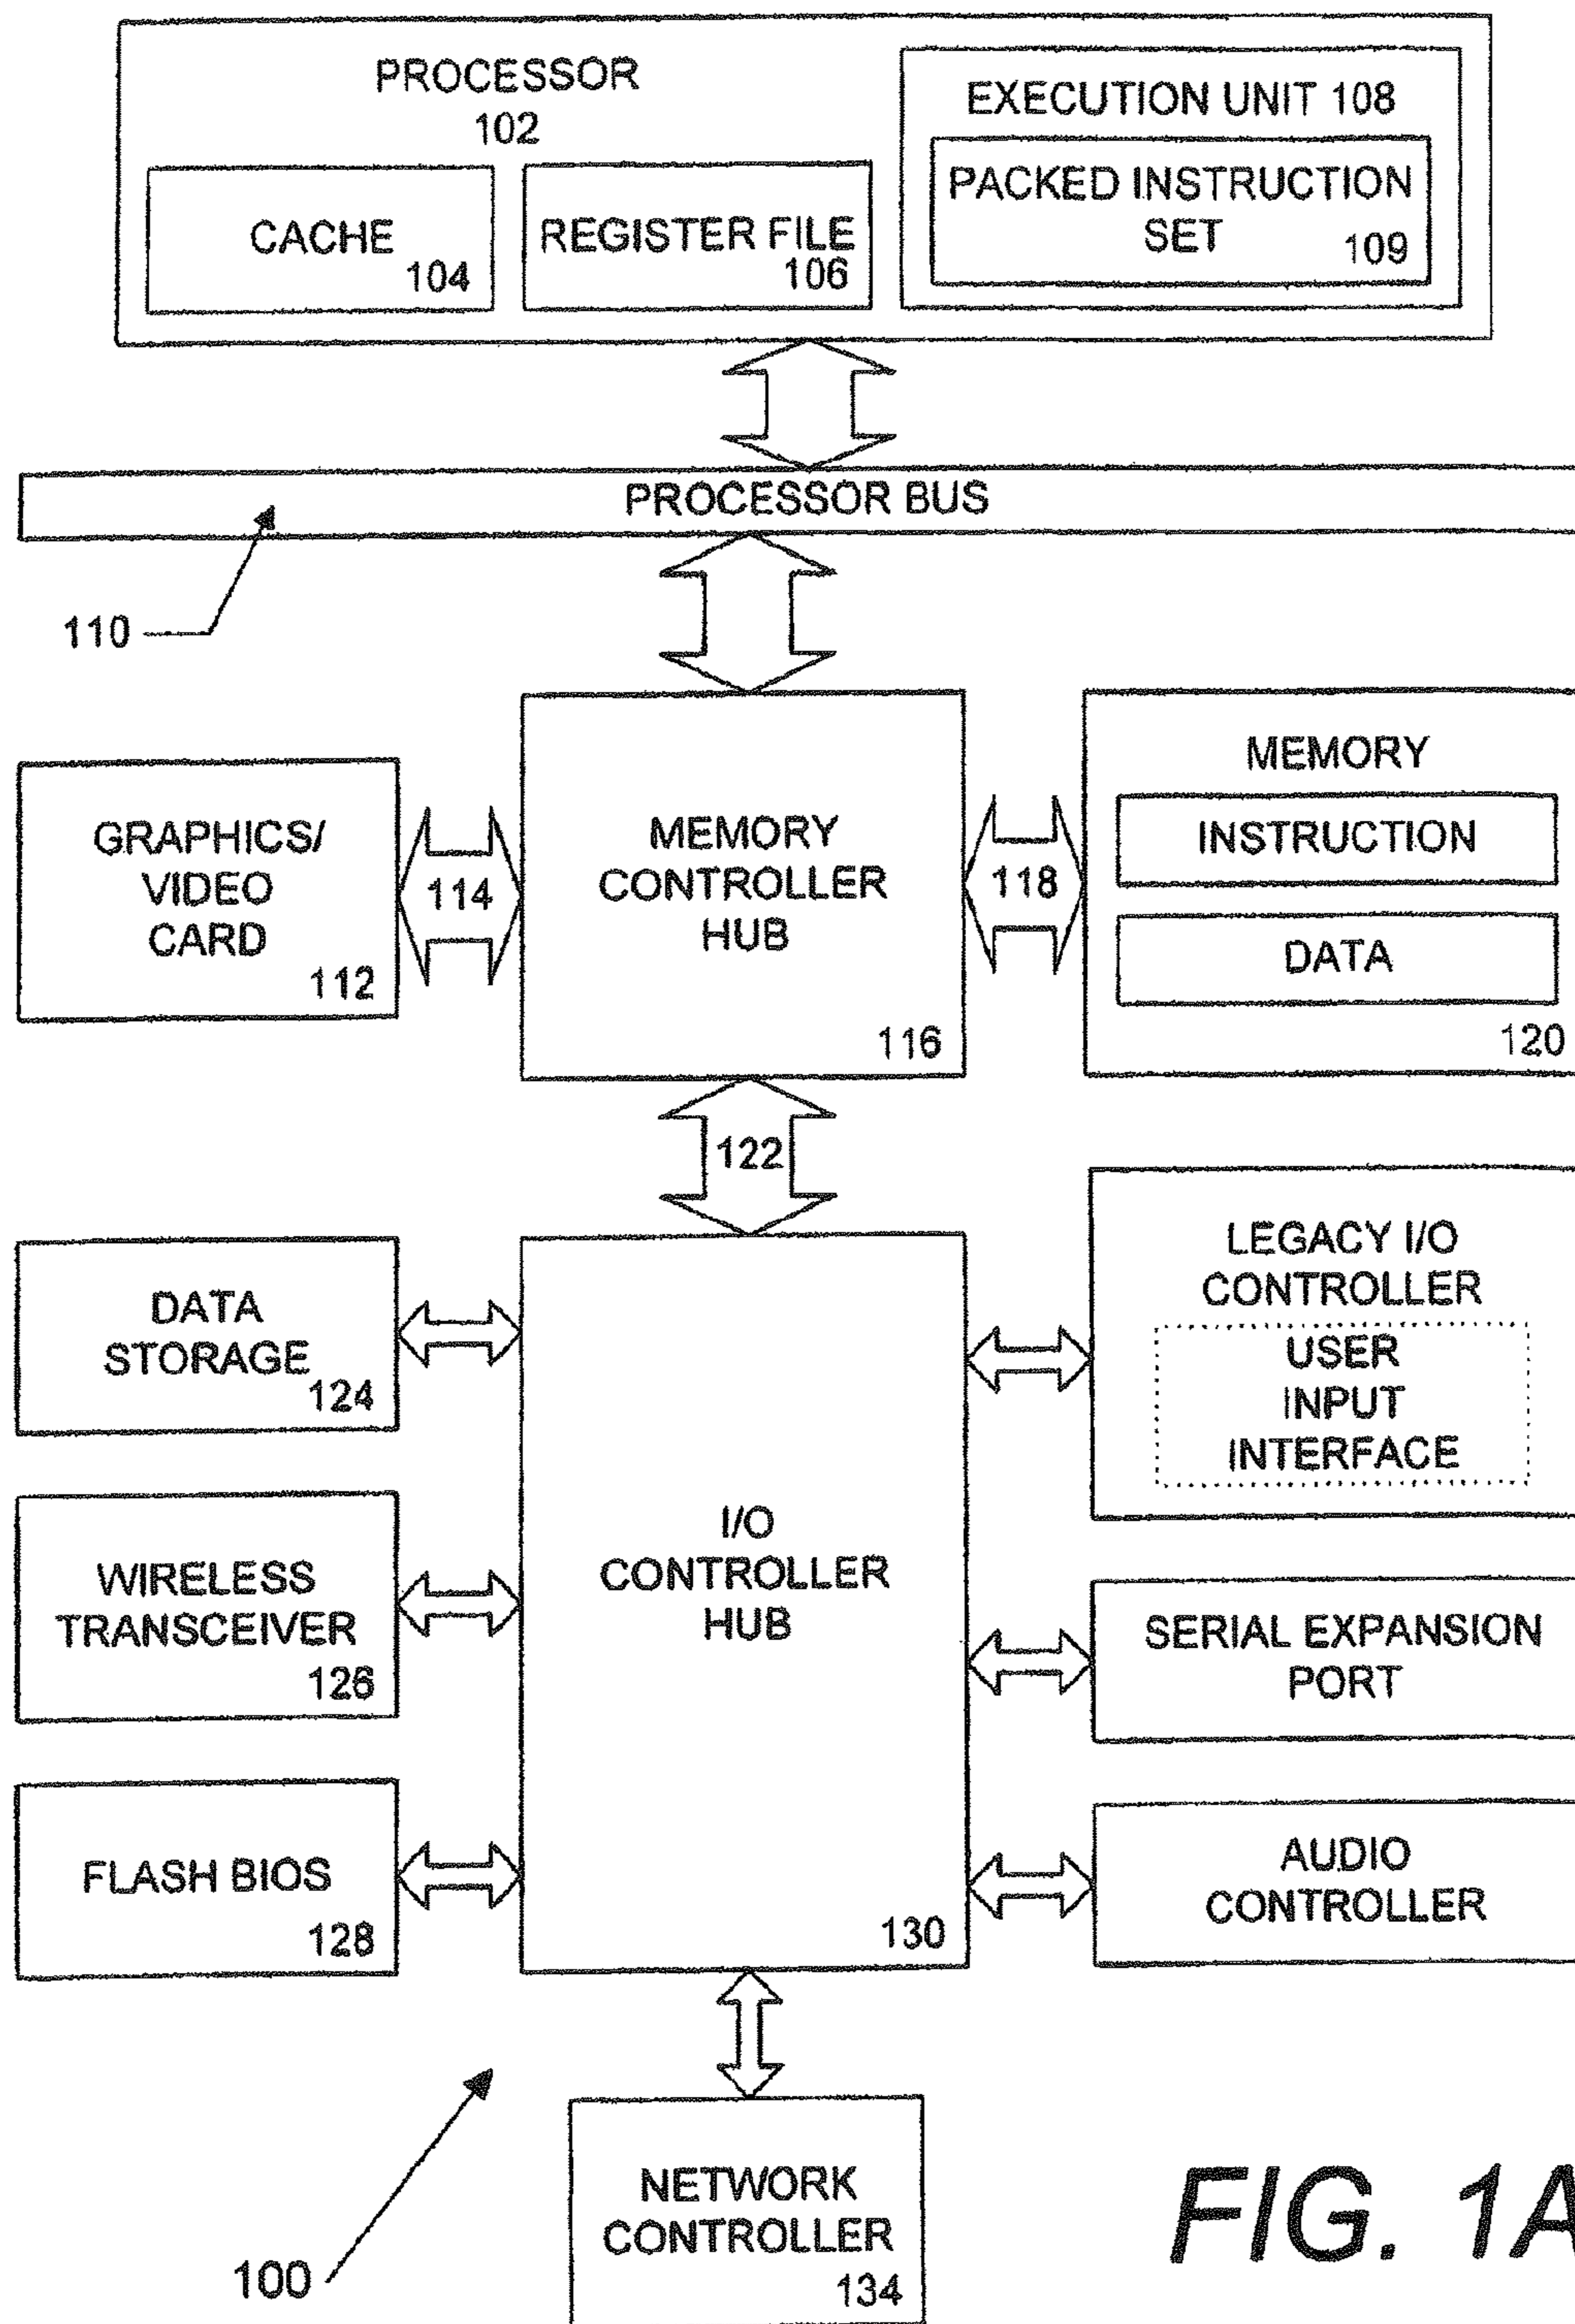 PROCESSOR
102
EXECUTION UNIT 108
CACHE
104
REGISTER FILE
106
PACKED INSTRUCTION
SET
109
PROCESSOR BUS
110
GRAPHICS/
VIDEO
CARD
112
114
MEMORY
CONTROLLER
HUB
116
118
MEMORY
INSTRUCTION
DATA
120
122
DATA
STORAGE
124
LEGACY I/O
CONTROLLER
USER
INPUT
INTERFACE
WIRELESS
TRANSCEIVER
126
I/O
CONTROLLER
HUB
130
SERIAL EXPANSION
PORT
FLASH BIOS
128
AUDIO
CONTROLLER
NETWORK
CONTROLLER
134
100
FIG. 1A